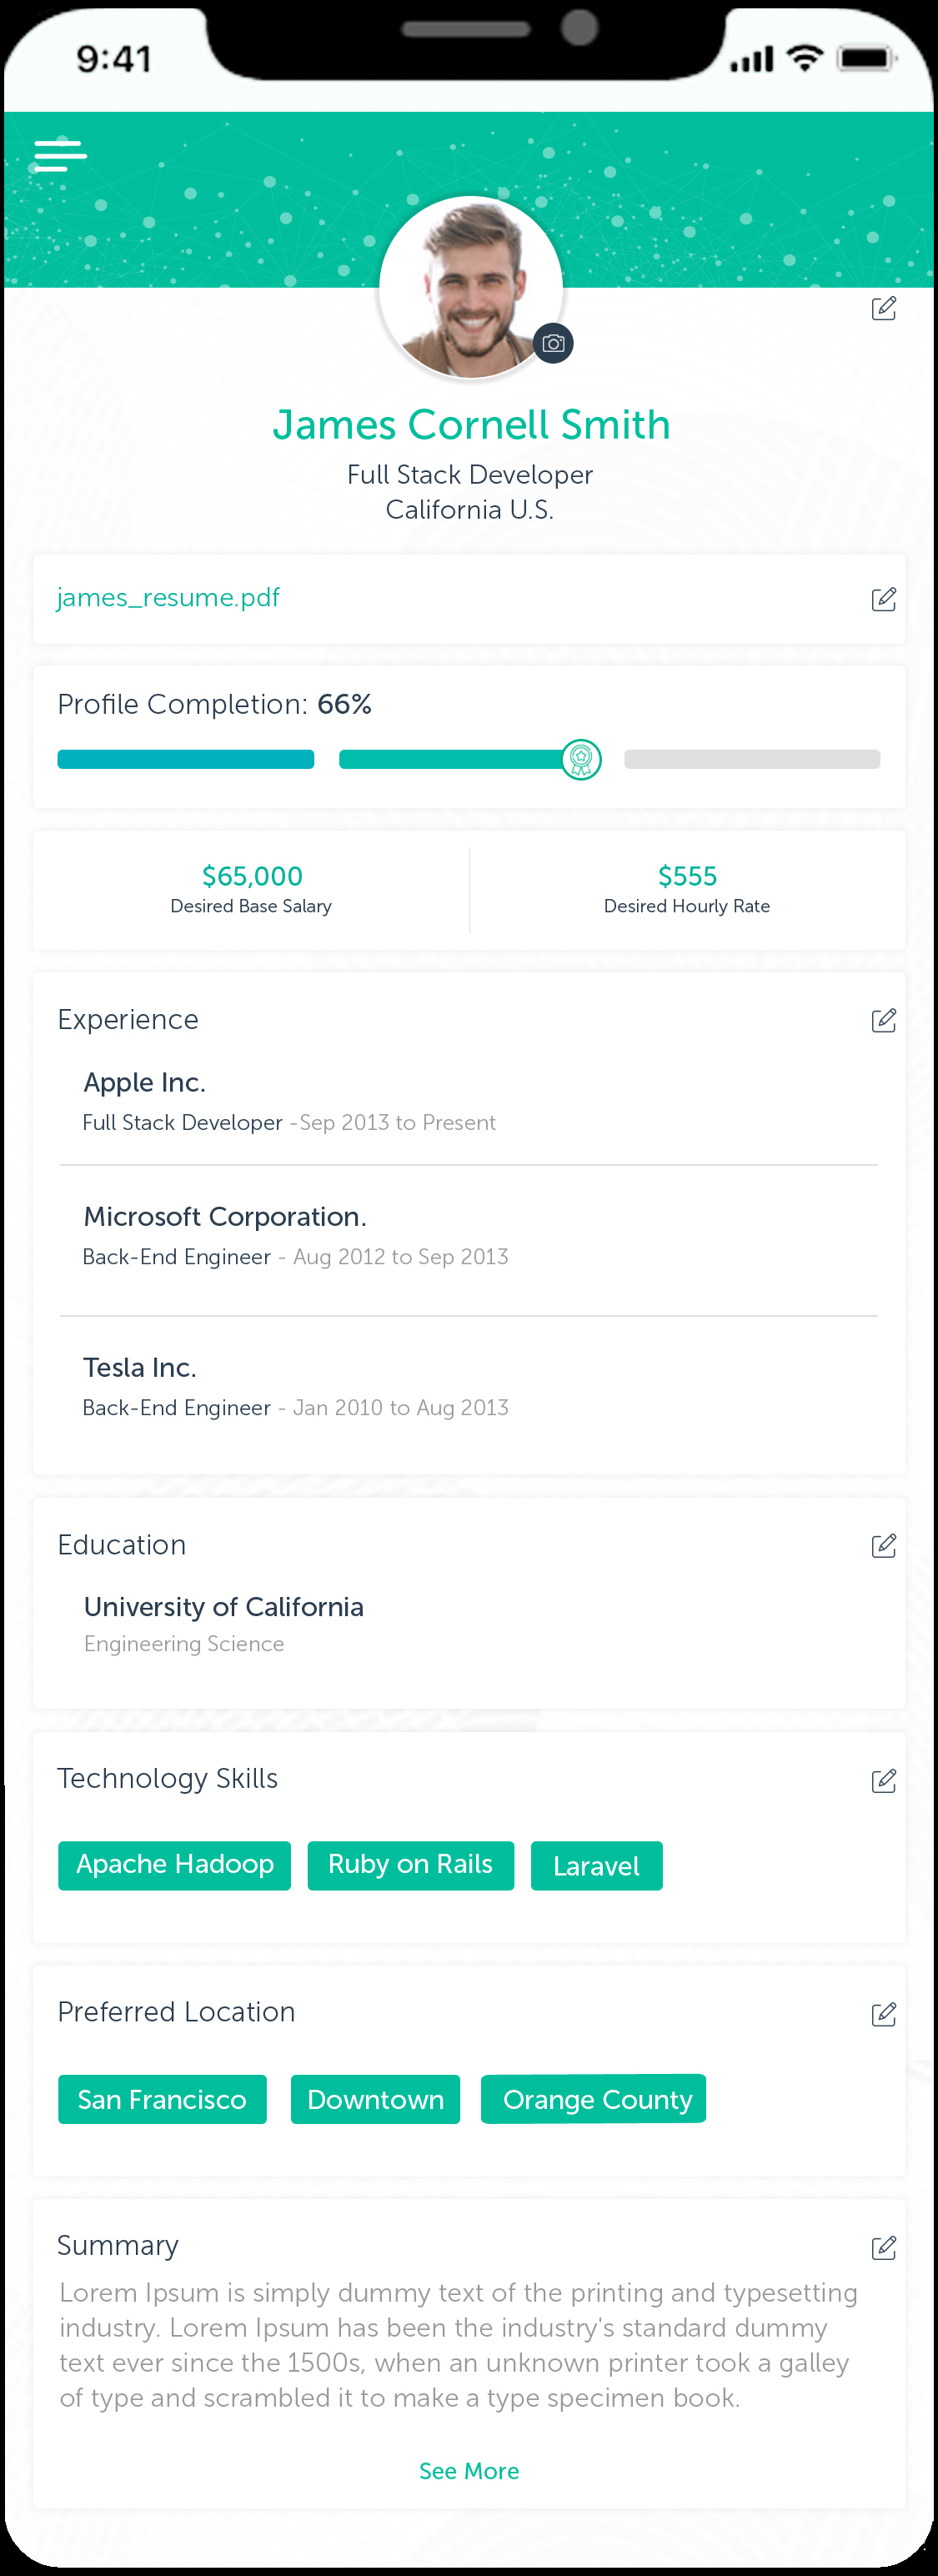 9:41
James Cornell Smith
Full Stack Developer
California U.S.
james_resume.pdf
Profile Completion: 66%
$65,000
Desired Base Salary
$555
Desired Hourly Rate
Experience
Apple Inc.
Full Stack Developer -Sep 2013 to Present
Microsoft Corporation.
Back-End Engineer - Aug 2012 to Sep 2013
Tesla Inc.
Back-End Engineer - Jan 2010 to Aug 2013
Education
University of California
Engineering Science
Technology Skills
Apache Hadoop Ruby on Rails Laravel
Preferred Location
San Francisco Downtown Orange County
Summary
Lorem Ipsum is simply dummy text of the printing and typesetting
industry. Lorem Ipsum has been the industry's standard dummy
text ever since the 1500s, when an unknown printer took a galley
of type and scrambled it to make a type specimen book.
See More